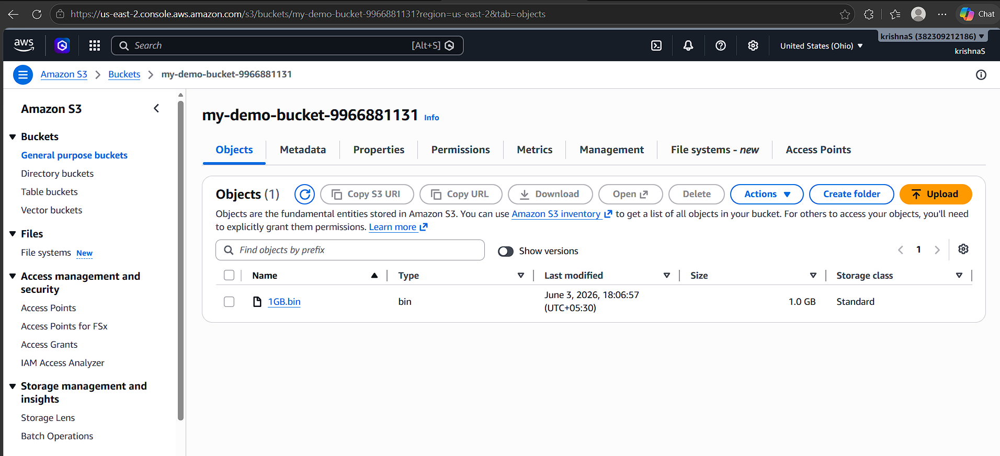 https://us-east-2.console.aws.amazon.com/s3/buckets/my-demo-bucket-9966881131?region=us-east-2&tab=objects
Chat
aws
Search
[Alt+S]
United States (Ohio)
krishnaS (382309212186)
krishnaS
Amazon S3
Buckets
my-demo-bucket-9966881131
Amazon S3
Buckets
General purpose buckets
Directory buckets
Table buckets
Vector buckets
Files
File systems New
Access management and
security
Access Points
Access Points for FSx
Access Grants
IAM Access Analyzer
Storage management and
insights
Storage Lens
Batch Operations
my-demo-bucket-9966881131 Info
Objects
Metadata
Properties
Permissions
Metrics
Management
File systems - new
Access Points
Objects (1)
Copy S3 URI
Copy URL
Download
Open
Delete
Actions
Create folder
Upload
Objects are the fundamental entities stored in Amazon S3. You can use Amazon S3 inventory to get a list of all objects in your bucket. For others to access your objects, you'll need
to explicitly grant them permissions. Learn more
Find objects by prefix
Show versions
1
Name
Type
Last modified
Size
Storage class
1GB.bin
bin
June 3, 2026, 18:06:57
(UTC+05:30)
1.0 GB
Standard